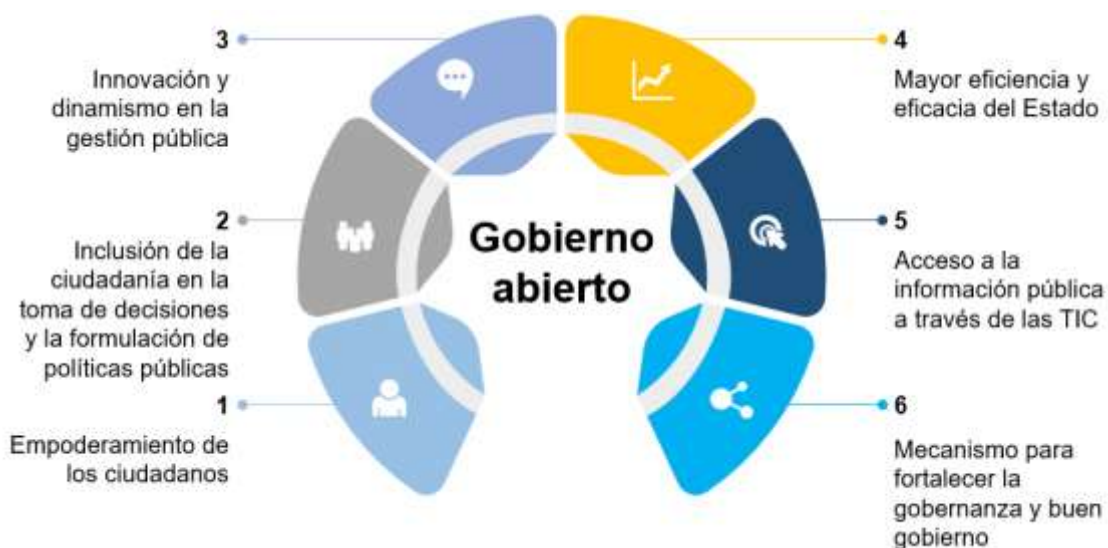 3
Innovación y
dinamismo en la
gestión pública
2
Inclusión de la
ciudadanía en la
toma de decisiones
y la formulación de
políticas públicas
1
Empoderamiento de
los ciudadanos
Gobierno
abierto
4
Mayor eficiencia y
eficacia del Estado
5
Acceso a la
información pública
a través de las TIC
6
Mecanismo para
fortalecer la
gobernanza y buen
gobierno